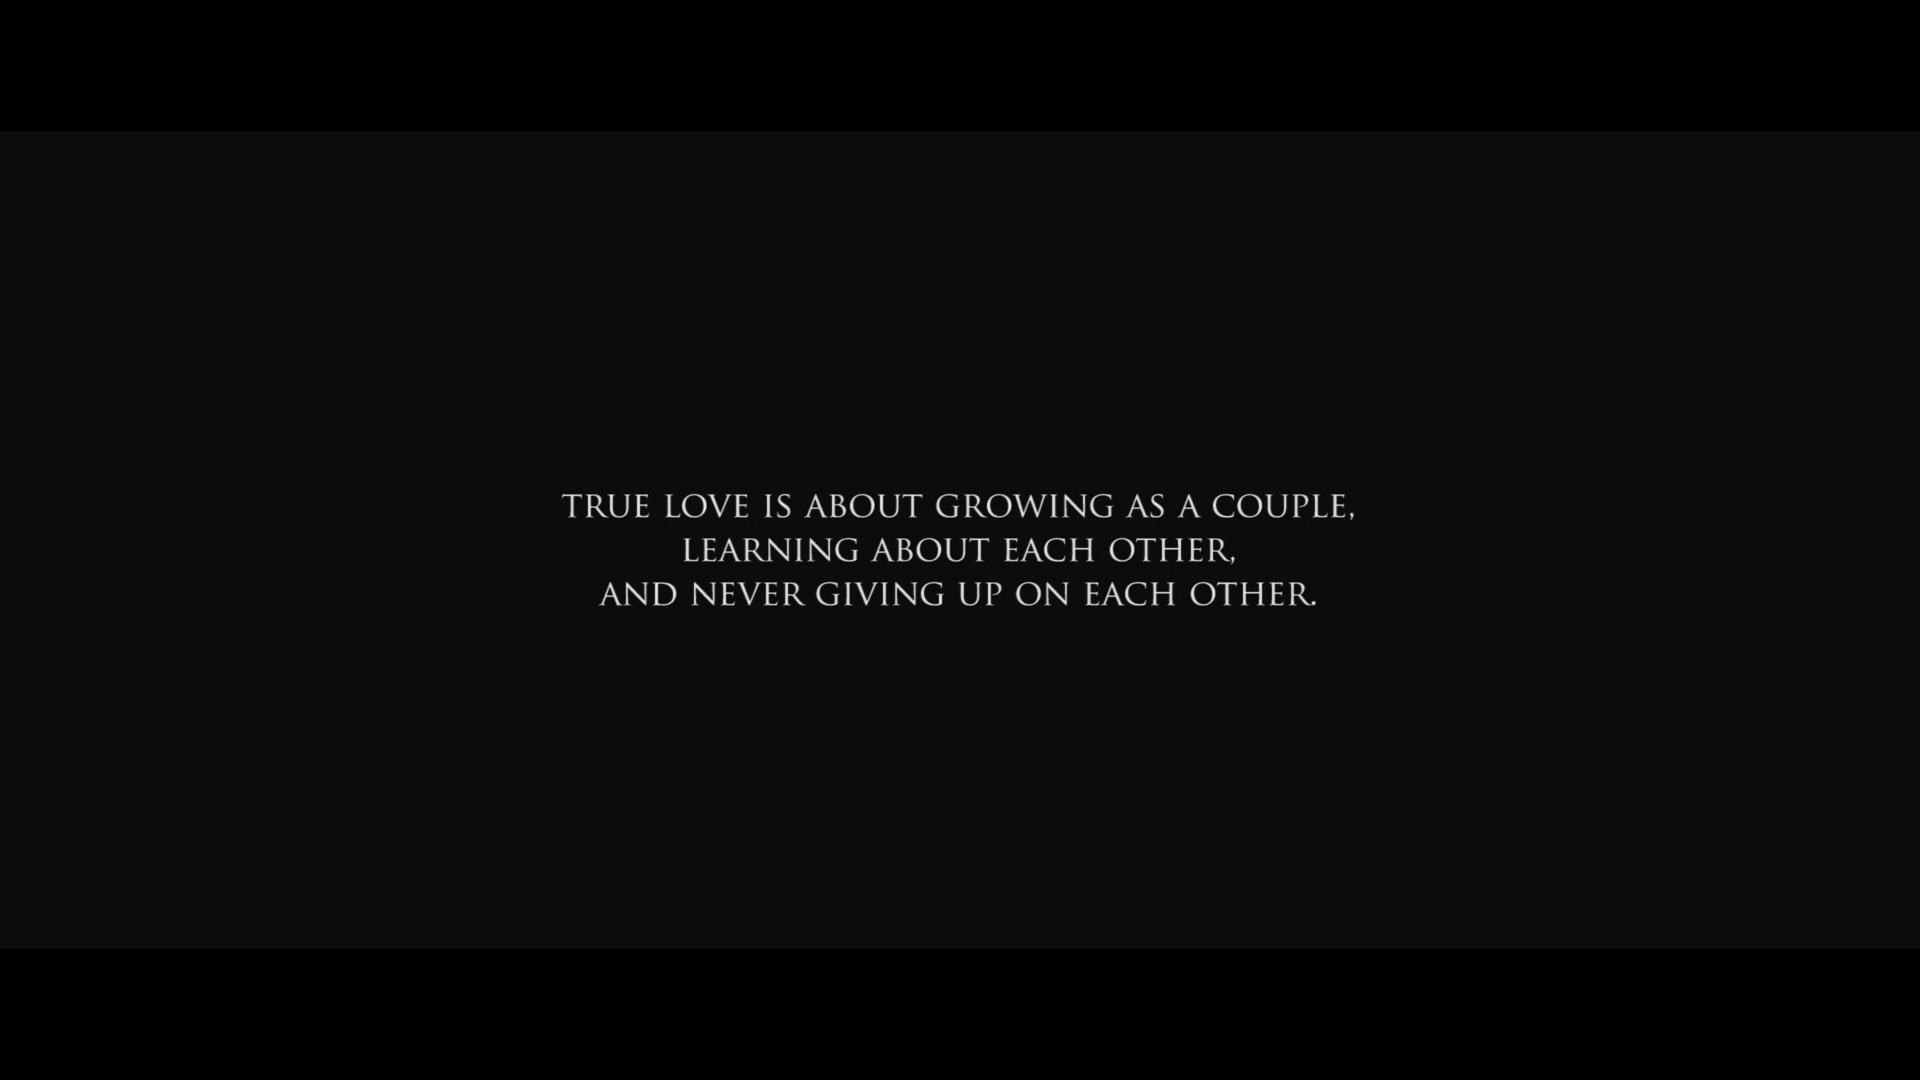 TRUE LOVE IS ABOUT GROWING AS A COUPLE,
LEARNING ABOUT EACH OTHER,
AND NEVER GIVING UP ON EACH OTHER.